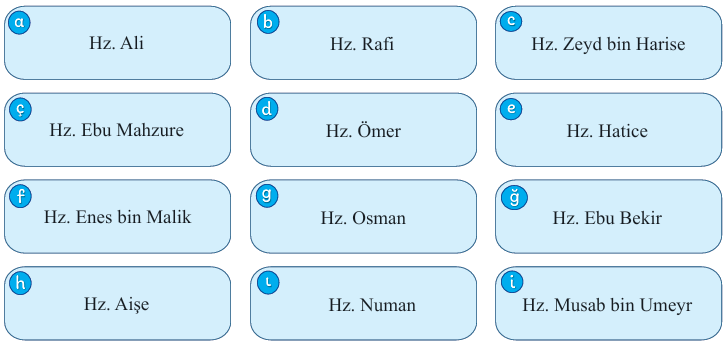 a
Hz. Ali
b
Hz. Rafi
c
Hz. Zeyd bin Harise
ç
Hz. Ebu Mahzure
d
Hz. Ömer
e
Hz. Hatice
f
Hz. Enes bin Malik
g
Hz. Osman
ğ
Hz. Ebu Bekir
h
Hz. Aişe
ı
Hz. Numan
i
Hz. Musab bin Umeyr